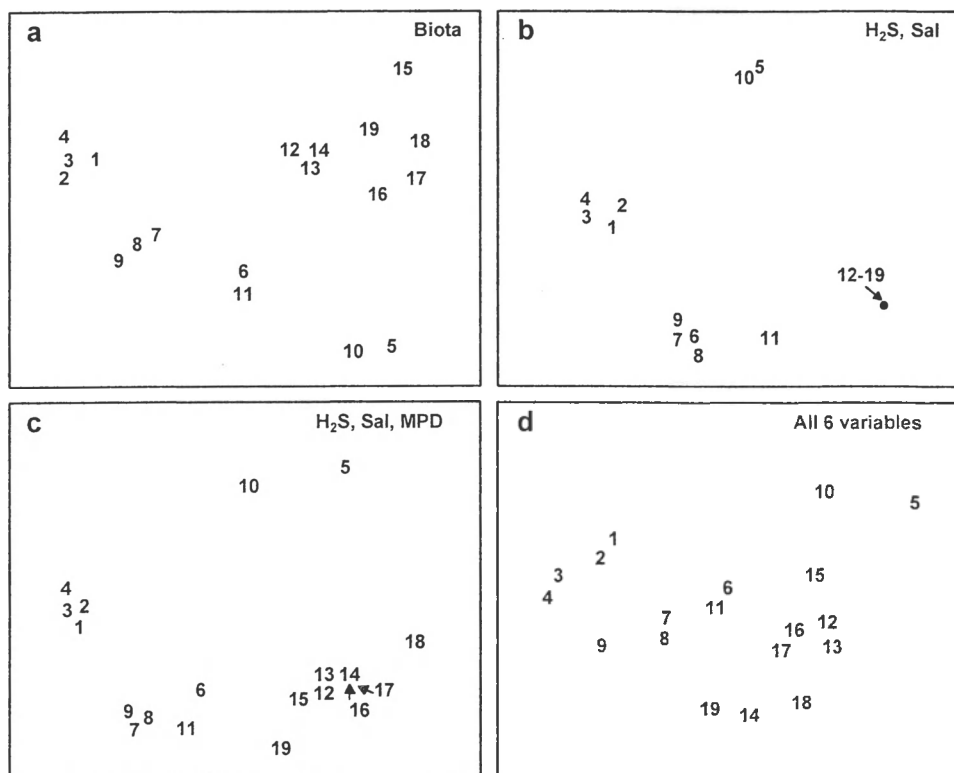 a Biota
15
19 18
4 12 14
3 1 13
2 17
16
7
8
9
6
11
10 5
b H₂S, Sal
10 5
4 2
3
1
12-19
9
7 6 11
8
c H₂S, Sal, MPD
5
10
4
3 2
1
18
13 14
6 15 12 17
9 8 16
7 11
19
d All 6 variables
10 5
1
2
3 15
4 6
11
7 16 12
8 17 13
9
19 14 18